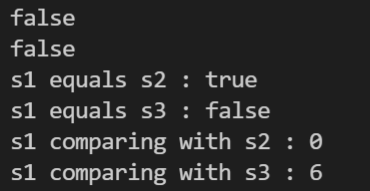 false
false
s1 equals s2 : true
s1 equals s3 : false
s1 comparing with s2 : 0
s1 comparing with s3 : 6